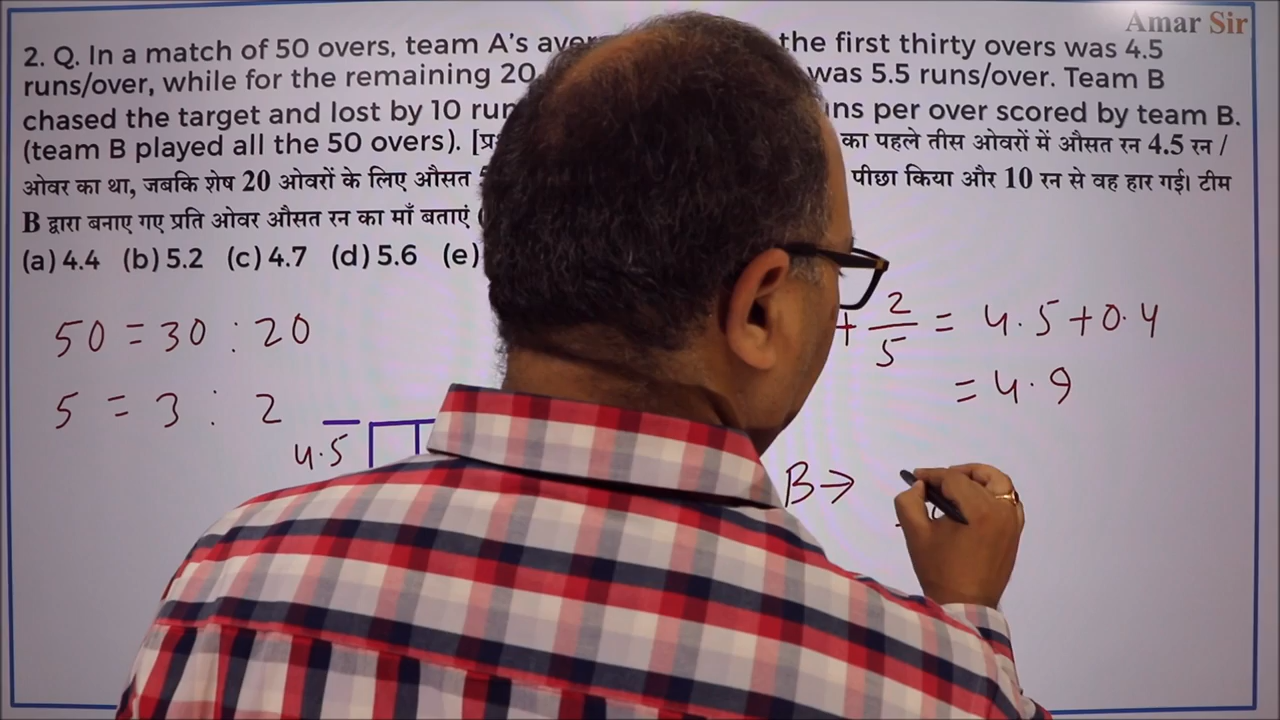 Amar Sir
2. Q. In a match of 50 overs, team A's the first thirty overs was 4.5
runs/over, while for the remaining 20 was 5.5 runs/over. Team B
chased the target and lost by 10 per over scored by team B.
(team B played all the 50 overs). का पहले तीस ओवरों में औसत रन 4.5 रन /
ओवर का था, जबकि शेष 20 ओवरों के लिए औसत पीछा किया और 10 रन से वह हार गई। टीम
B द्वारा बनाए गए प्रति ओवर औसत रन का माँ बताएं
(a) 4.4 (b) 5.2 (c) 4.7 (d) 5.6 (e)
50 = 30 : 20
+ 2/5 = 4.5 + 0.4
= 4.9
5 = 3 : 2
4.5
B →